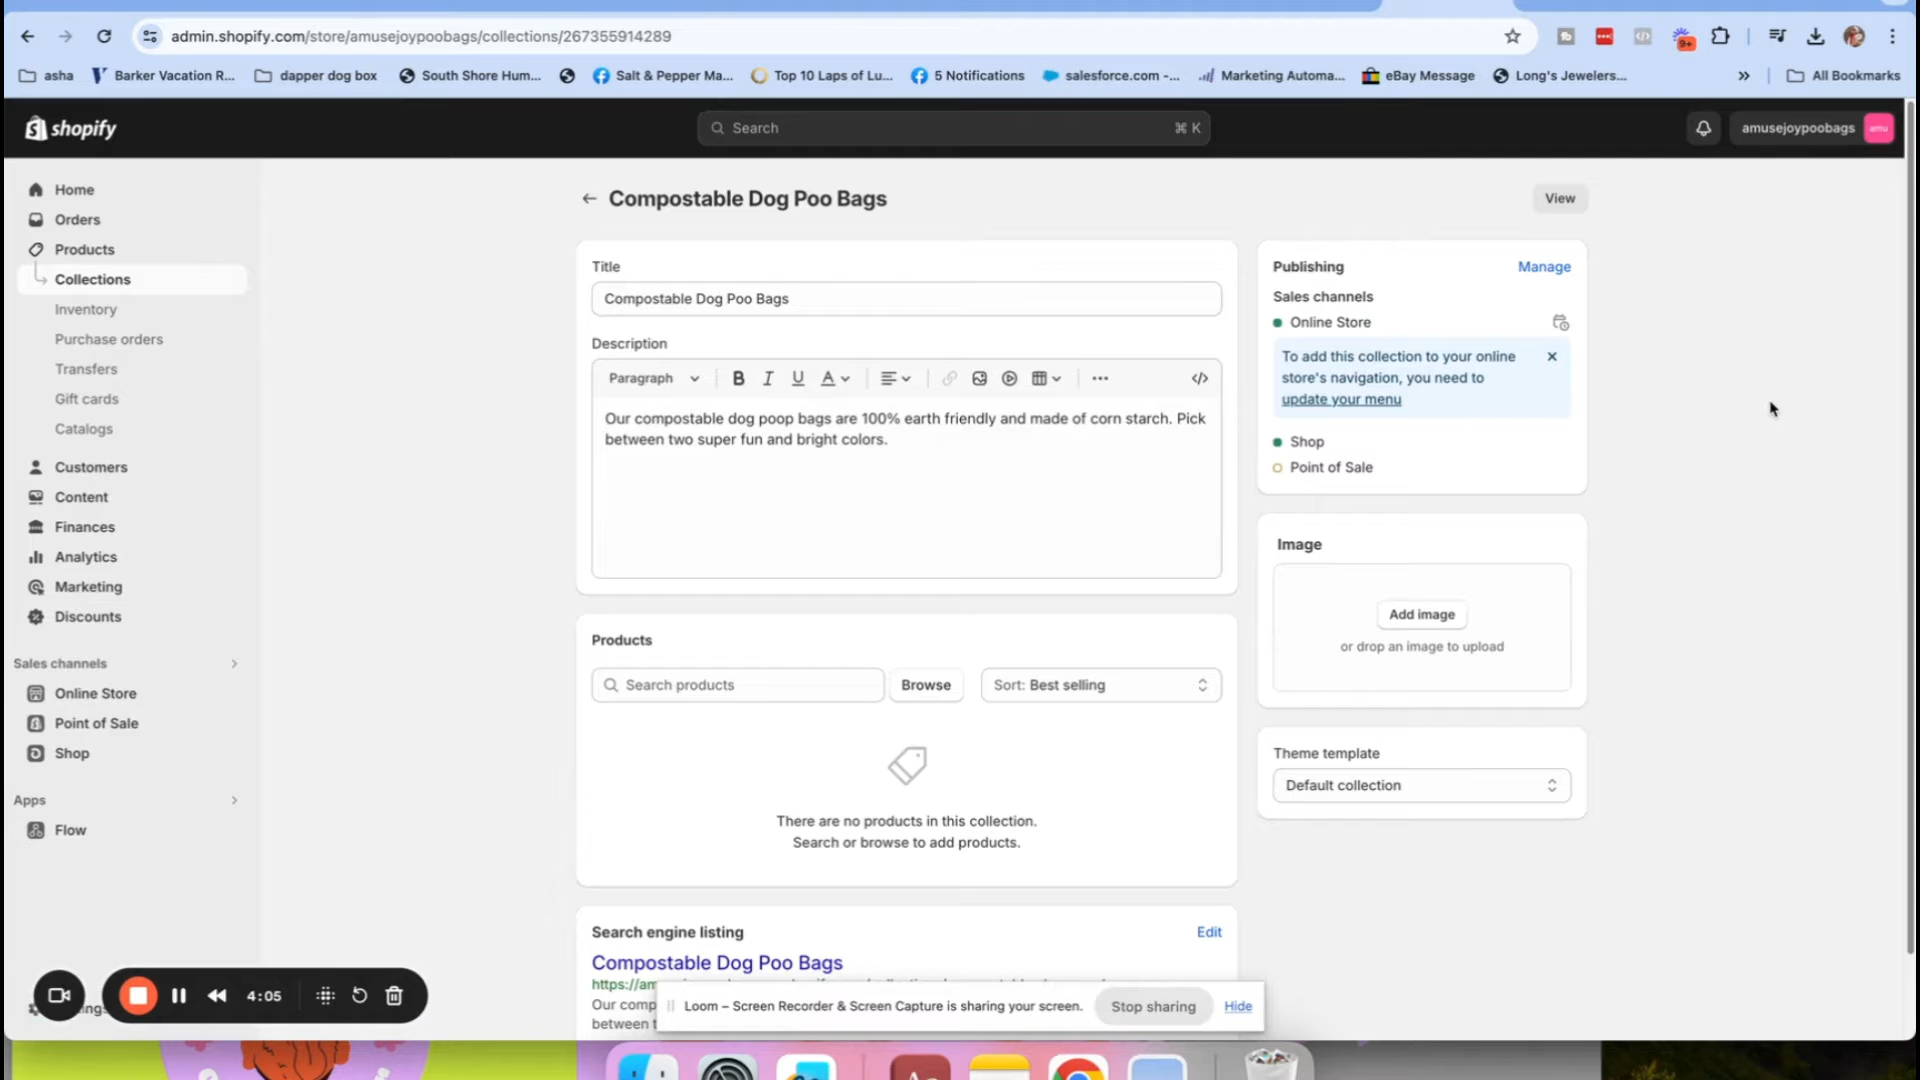 admin.shopify.com/store/amusejoypoobags/collections/267355914289
9+
asha
Barker Vacation R...
dapper dog box
South Shore Hum...
Salt & Pepper Ma...
Top 10 Laps of Lu...
5 Notifications
salesforce.com -...
Marketing Automa...
eBay Message
Long's Jewelers...
All Bookmarks
shopify
Search
⌘ K
amusejoypoobags
amu
Home
Orders
Products
Collections
Inventory
Purchase orders
Transfers
Gift cards
Catalogs
Customers
Content
Finances
Analytics
Marketing
Discounts
Sales channels
Online Store
Point of Sale
Shop
Apps
Flow
Compostable Dog Poo Bags
View
Title
Compostable Dog Poo Bags
Description
Paragraph
B I U A
Our compostable dog poop bags are 100% earth friendly and made of corn starch. Pick
between two super fun and bright colors.
Products
Search products
Browse
Sort: Best selling
There are no products in this collection.
Search or browse to add products.
Search engine listing
Edit
Compostable Dog Poo Bags
https://am
Our comp
between t
Publishing
Manage
Sales channels
Online Store
To add this collection to your online
store's navigation, you need to
update your menu
Shop
Point of Sale
Image
Add image
or drop an image to upload
Theme template
Default collection
4:05
Loom – Screen Recorder & Screen Capture is sharing your screen.
Stop sharing
Hide